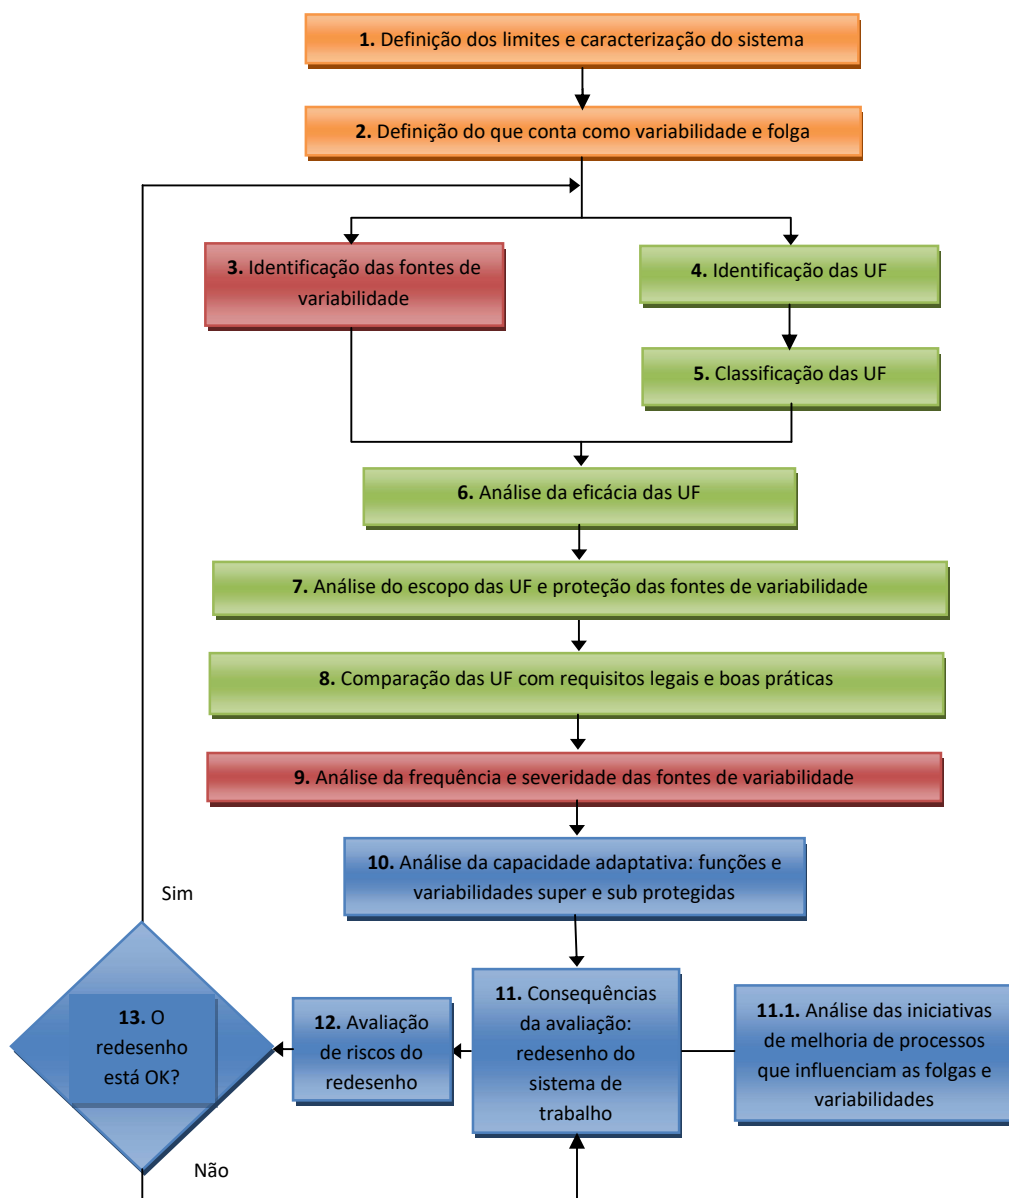 1. Definição dos limites e caracterização do sistema
2. Definição do que conta como variabilidade e folga
3. Identificação das fontes de
variabilidade
4. Identificação das UF
5. Classificação das UF
6. Análise da eficácia das UF
7. Análise do escopo das UF e proteção das fontes de variabilidade
8. Comparação das UF com requisitos legais e boas práticas
9. Análise da frequência e severidade das fontes de variabilidade
10. Análise da capacidade adaptativa: funções e
variabilidades super e sub protegidas
Sim
13. O
redesenho
está OK?
12. Avaliação
de riscos do
redesenho
11. Consequências
da avaliação:
redesenho do
sistema de
trabalho
11.1. Análise das iniciativas
de melhoria de processos
que influenciam as folgas e
variabilidades
Não